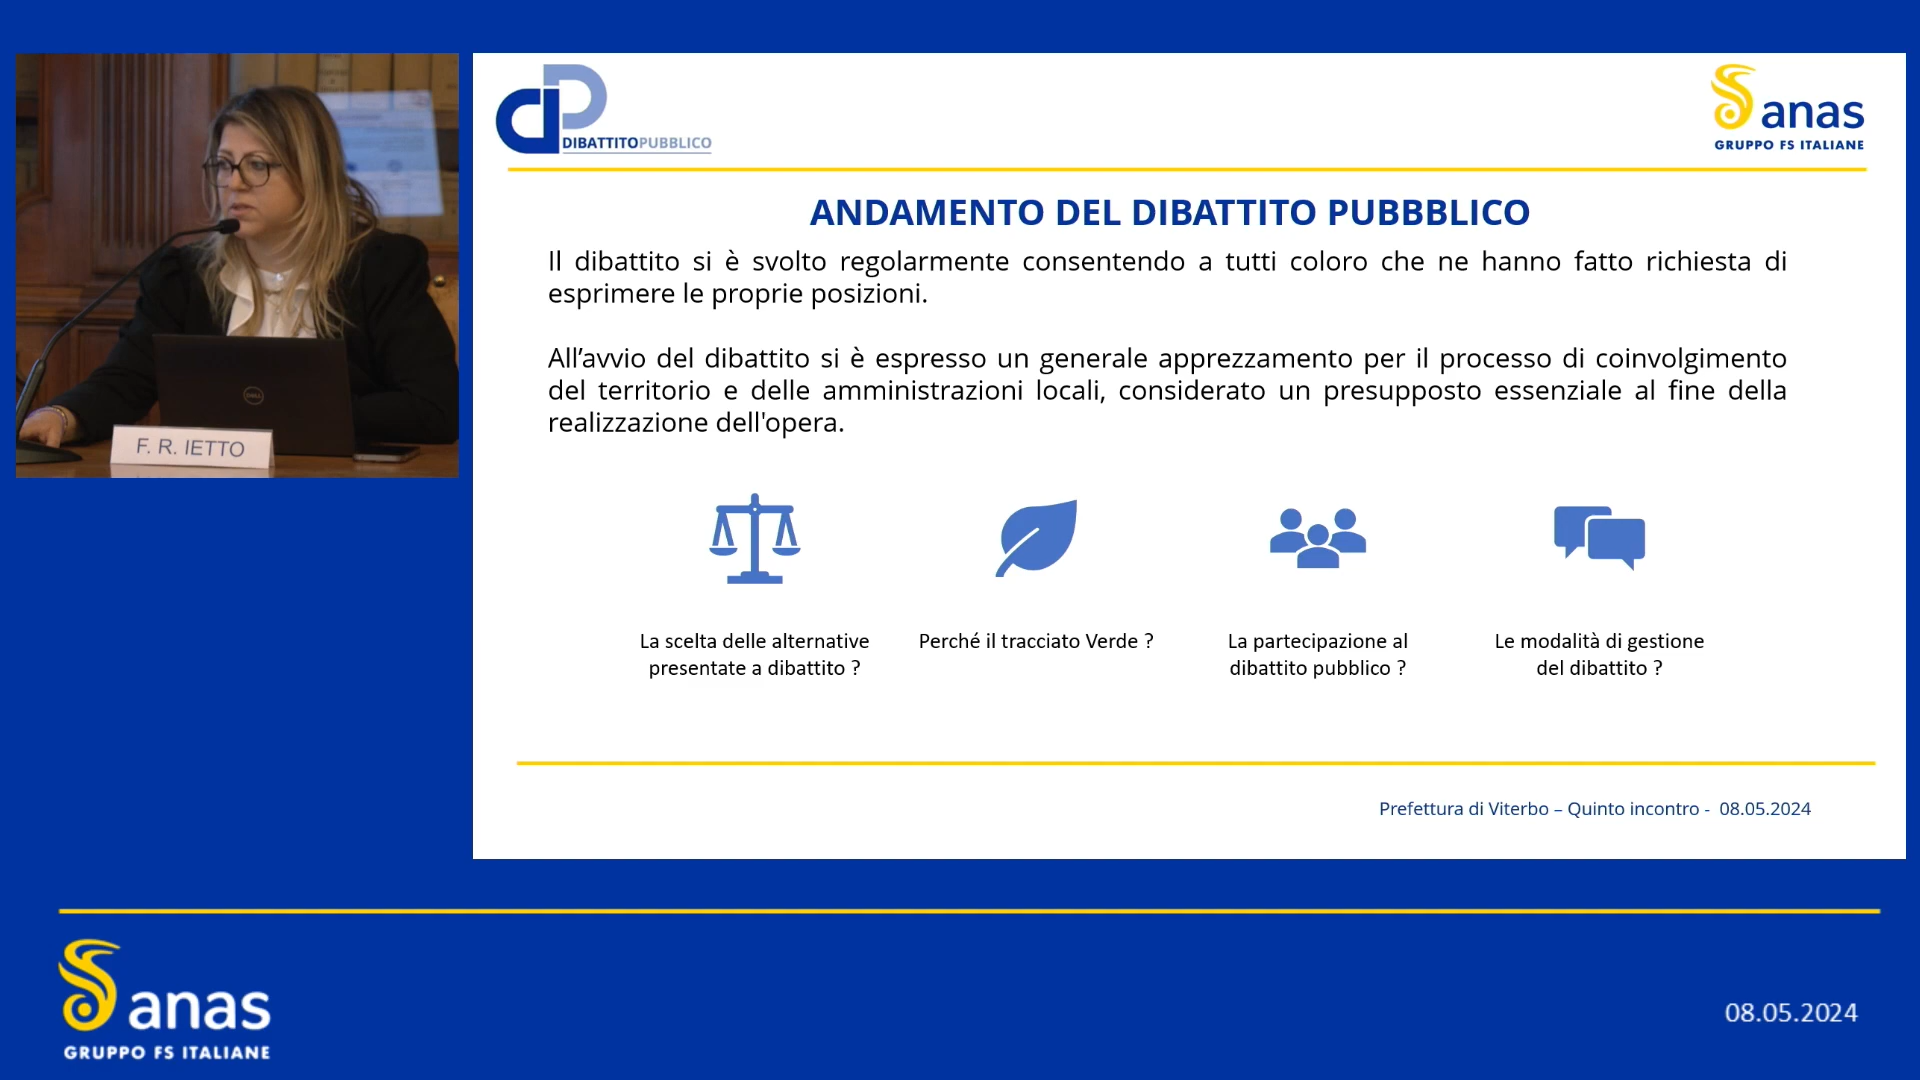 F. R. IETTO
DIBATTITOPUBBLICO
anas
GRUPPO FS ITALIANE
ANDAMENTO DEL DIBATTITO PUBBBLICO
Il dibattito si è svolto regolarmente consentendo a tutti coloro che ne hanno fatto richiesta di
esprimere le proprie posizioni.
All’avvio del dibattito si è espresso un generale apprezzamento per il processo di coinvolgimento
del territorio e delle amministrazioni locali, considerato un presupposto essenziale al fine della
realizzazione dell'opera.
La scelta delle alternative
presentate a dibattito ?
Perché il tracciato Verde ?
La partecipazione al
dibattito pubblico ?
Le modalità di gestione
del dibattito ?
Prefettura di Viterbo – Quinto incontro - 08.05.2024
anas
GRUPPO FS ITALIANE
08.05.2024